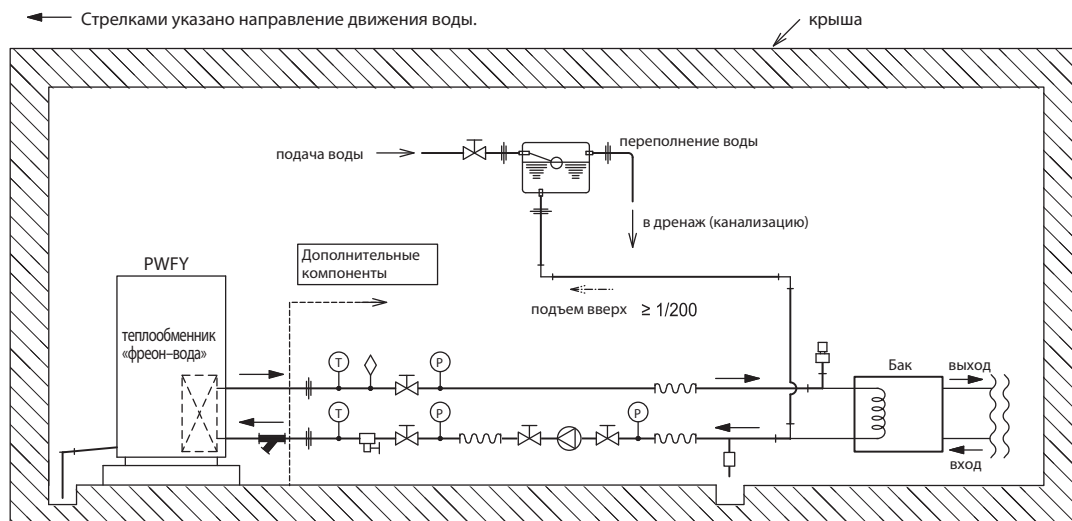 Стрелками указано направление движения воды.
крыша
подача воды
переполнение воды
в дренаж (канализацию)
PWFY
Дополнительные
компоненты
подъем вверх ≥ 1/200
теплообменник
«фреон–вода»
T
P
Бак
выход
T
P
P
вход